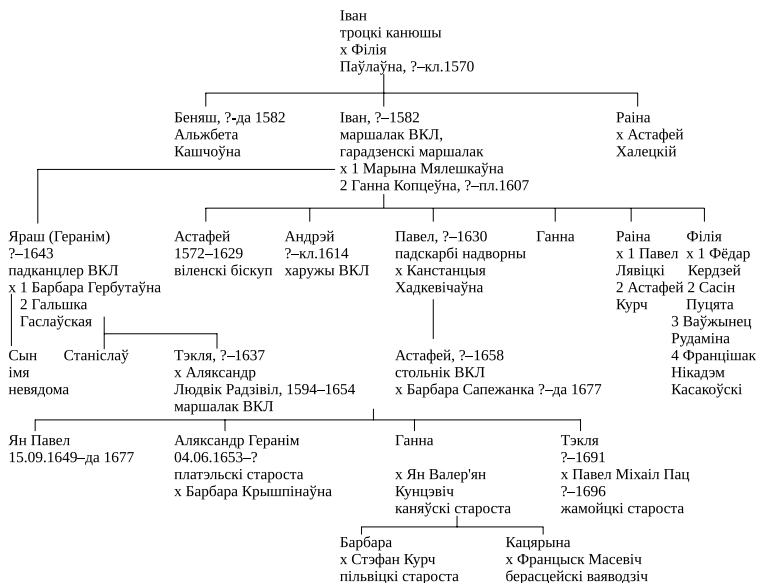 Іван
троцкі канюшы
х Філія
Паўлаўна, ?–кл.1570
Беняш, ?-да 1582
Альжбета
Кашчоўна
Іван, ?–1582
маршалак ВКЛ,
гарадзенскі маршалак
х 1 Марына Мялешкаўна
2 Ганна Копцеўна, ?–пл.1607
Раіна
х Астафей
Халецкій
Яраш (Геранім)
?–1643
падканцлер ВКЛ
х 1 Барбара Гербутаўна
2 Гальшка
Гаслаўская
Астафей
1572–1629
віленскі біскуп
Андрэй
?–кл.1614
харужы ВКЛ
Павел, ?–1630
падскарбі надворны
х Канстанцыя
Хадкевічаўна
Ганна
Раіна
х 1 Павел
Лявіцкі
2 Астафей
Курч
Філія
х 1 Фёдар
Кердзей
2 Сасін
Пуцята
3 Ваўжынец
Рудаміна
4 Францішак
Нікадэм
Касакоўскі
Сын
імя
невядома
Станіслаў
Тэкля, ?–1637
х Аляксандр
Людвік Радзівіл, 1594–1654
маршалак ВКЛ
Астафей, ?–1658
стольнік ВКЛ
х Барбара Сапежанка ?–да 1677
Ян Павел
15.09.1649–да 1677
Аляксандр Геранім
04.06.1653–?
платэльскі староста
х Барбара Крышпінаўна
Ганна
х Ян Валер'ян
Кунцэвіч
каняўскі староста
Тэкля
?–1691
х Павел Міхаіл Пац
?–1696
жамойцкі староста
Барбара
х Стэфан Курч
пільвіцкі староста
Кацярына
х Францыск Масевіч
берасцейскі ваяводзіч